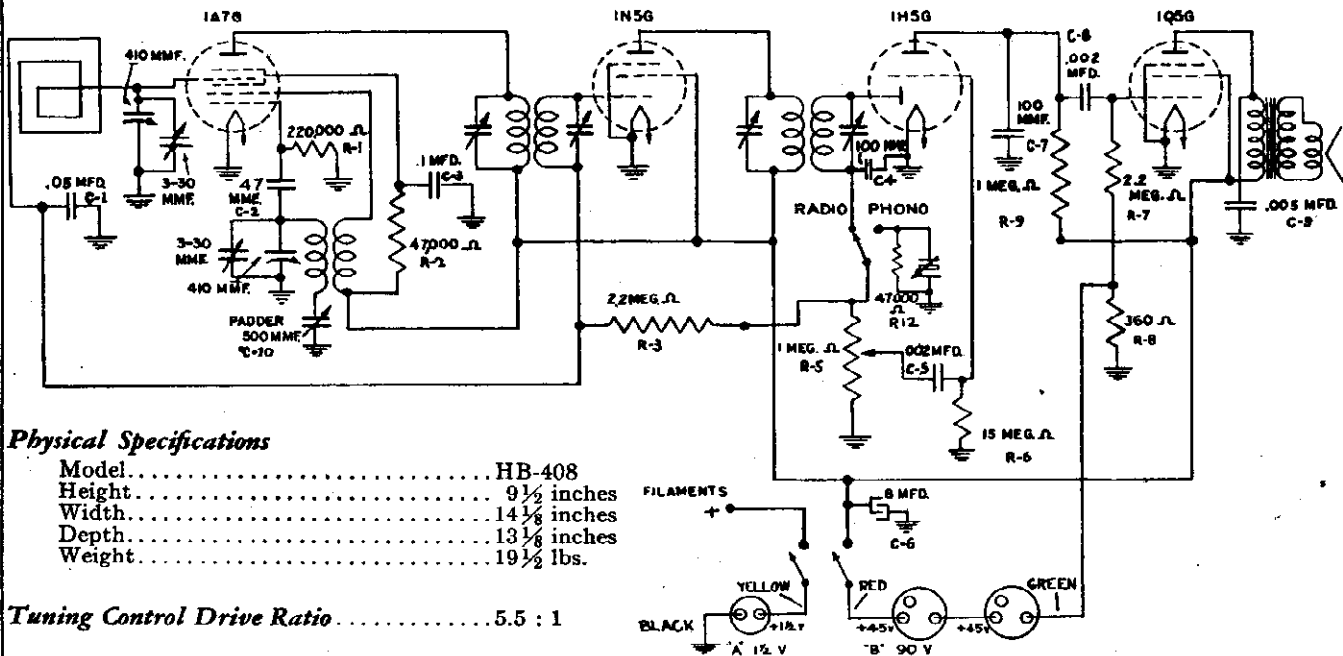 1A7G
1N5G
1H5G
1Q5G
410 MMF.
220,000 Ω
R-1
.05 MFD.
C-1
3-30
MMF.
47
MMF.
C-2
.1 MFD.
C-3
47000 Ω
R-2
3-30
MMF.
410 MMF.
PADDER
500 MMF.
C-10
2.2 MEG. Ω
R-3
100 MMF.
C-4
RADIO PHONO
47000
Ω
R12
1 MEG. Ω
R-5
.002 MFD.
C-5
15 MEG. Ω
R-6
100
MMF.
C-7
1 MEG. Ω
R-9
C-8
.002
MFD.
2.2
MEG. Ω
R-7
360 Ω
R-8
.005 MFD.
C-9
Physical Specifications
Model.......................... HB-408
Height.......................... 9½ inches
Width..........................14⅛ inches
Depth..........................13⅛ inches
Weight..........................19½ lbs.
Tuning Control Drive Ratio.............5.5 : 1
FILAMENTS
+
8 MFD.
C-6
YELLOW
RED
GREEN
BLACK
+1½ V
+45V
+45V
"A" 1½ V
"B" 90 V